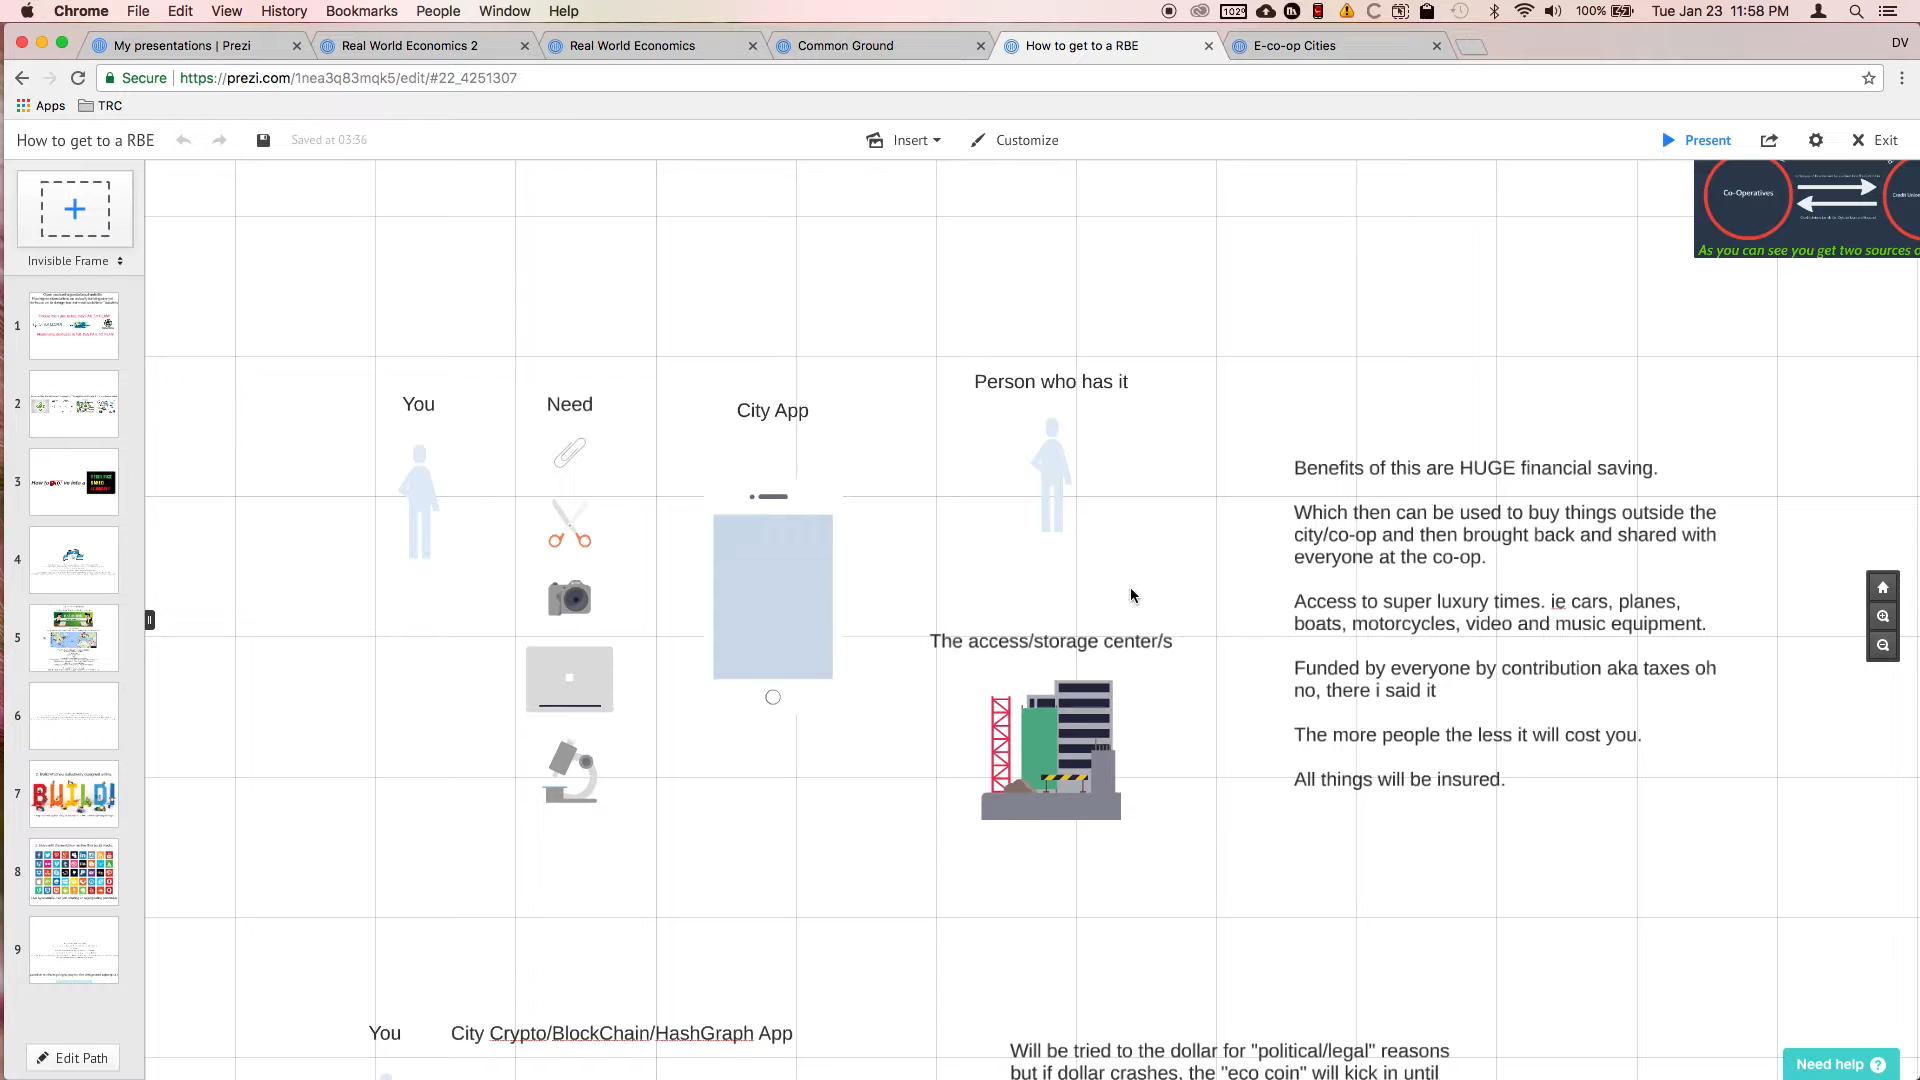 Chrome File Edit View History Bookmarks People Window Help 1029 100% Tue Jan 23 11:58 PM
My presentations | Prezi Real World Economics 2 Real World Economics Common Ground How to get to a RBE E-co-op Cities DV
Secure https://prezi.com/1nea3q83mqk5/edit/#22_4251307
Apps TRC
How to get to a RBE Saved at 03:36 Insert Customize Present Exit
Invisible Frame
1
2
3
4
5
6
7
BUILD!
8
9
Edit Path
Co-Operatives
As you can see you get two sources
You
Need
City App
Person who has it
The access/storage center/s
Benefits of this are HUGE financial saving.
Which then can be used to buy things outside the
city/co-op and then brought back and shared with
everyone at the co-op.
Access to super luxury times. ie cars, planes,
boats, motorcycles, video and music equipment.
Funded by everyone by contribution aka taxes oh
no, there i said it
The more people the less it will cost you.
All things will be insured.
You
City Crypto/BlockChain/HashGraph App
Will be tried to the dollar for "political/legal" reasons
but if dollar crashes, the "eco coin" will kick in until
Need help ?